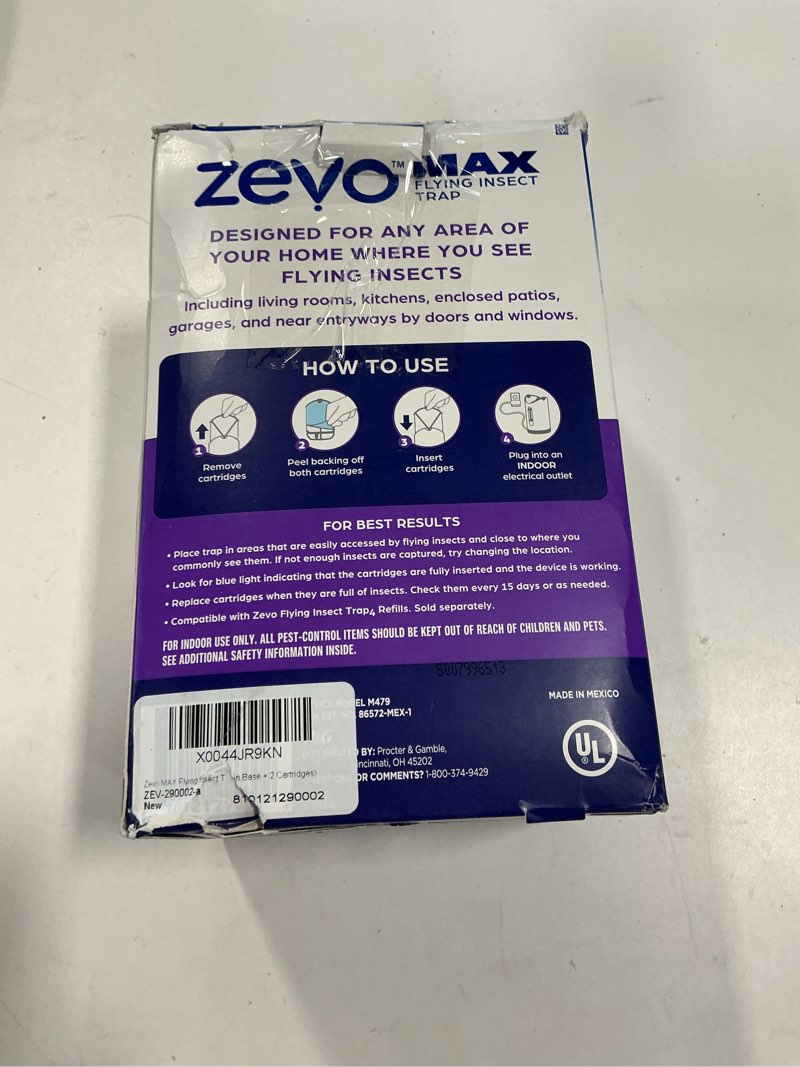 zevo™ MAX
FLYING INSECT
TRAP
DESIGNED FOR ANY AREA OF
YOUR HOME WHERE YOU SEE
FLYING INSECTS
Including living rooms, kitchens, enclosed patios,
garages, and near entryways by doors and windows.
HOW TO USE
1
Remove
cartridges
2
Peel backing off
both cartridges
3
Insert
cartridges
4
Plug into an
INDOOR
electrical outlet
FOR BEST RESULTS
• Place trap in areas that are easily accessed by flying insects and close to where you
commonly see them. If not enough insects are captured, try changing the location.
• Look for blue light indicating that the cartridges are fully inserted and the device is working.
• Replace cartridges when they are full of insects. Check them every 15 days or as needed.
• Compatible with Zevo Flying Insect Trap4 Refills. Sold separately.
FOR INDOOR USE ONLY. ALL PEST-CONTROL ITEMS SHOULD BE KEPT OUT OF REACH OF CHILDREN AND PETS.
SEE ADDITIONAL SAFETY INFORMATION INSIDE.
5007996513
M479
86572-MEX-1
MADE IN MEXICO
BY: Procter & Gamble,
OH 45202
OR COMMENTS? 1-800-374-9429
UL
®
X0044JR9KN
Zevo MAX Flying Insect in Base + 2 Cartridges)
ZEV-290002-a
New
810121290002